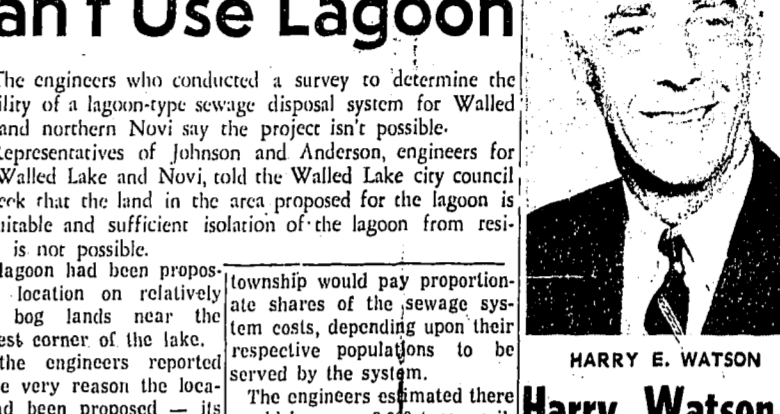 an't Use Lagoon
The engineers who conducted a survey to determine the
ility of a lagoon-type sewage disposal system for Walled
and northern Novi say the project isn't possible.
Representatives of Johnson and Anderson, engineers for
Walled Lake and Novi, told the Walled Lake city council
eek that the land in the area proposed for the lagoon is
uitable and sufficient isolation of the lagoon from resi-
is not possible.
lagoon had been propos-
location on relatively
bog lands near the
est corner of the lake.
the engineers reported
e very reason the loca-
ad been proposed — its
township would pay proportion-
ate shares of the sewage sys-
tem costs, depending upon their
respective populations to be
served by the system.
The engineers estimated there
HARRY E. WATSON
Harry Watson